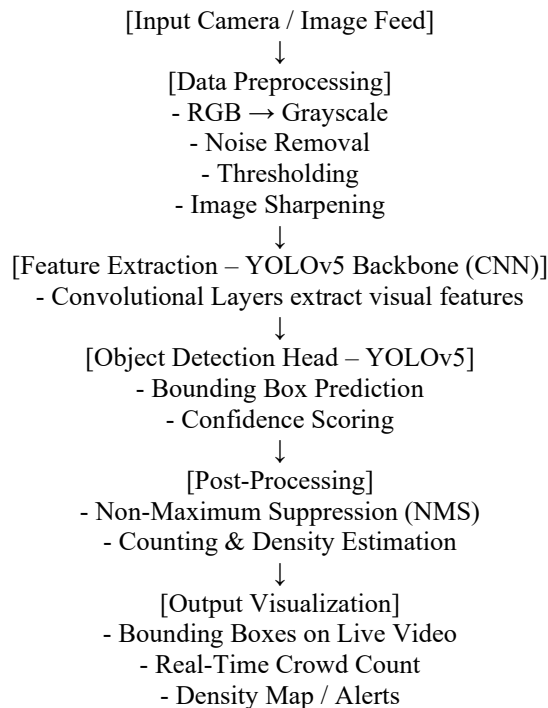 [Input Camera / Image Feed]
↓
[Data Preprocessing]
- RGB → Grayscale
- Noise Removal
- Thresholding
- Image Sharpening
↓
[Feature Extraction – YOLOv5 Backbone (CNN)]
- Convolutional Layers extract visual features
↓
[Object Detection Head – YOLOv5]
- Bounding Box Prediction
- Confidence Scoring
↓
[Post-Processing]
- Non-Maximum Suppression (NMS)
- Counting & Density Estimation
↓
[Output Visualization]
- Bounding Boxes on Live Video
- Real-Time Crowd Count
- Density Map / Alerts